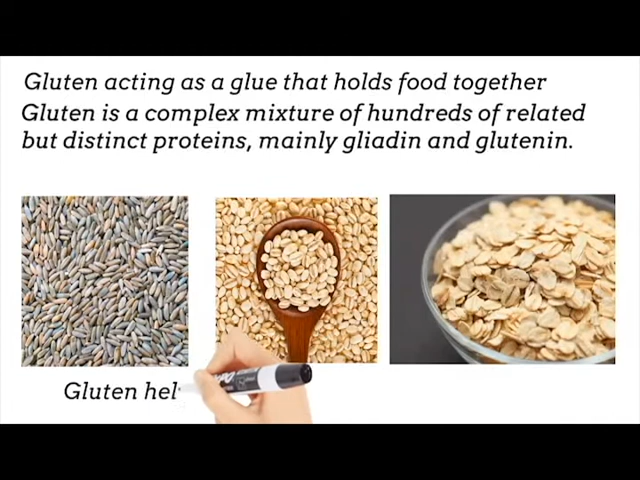 Gluten acting as a glue that holds food together
Gluten is a complex mixture of hundreds of related
but distinct proteins, mainly gliadin and glutenin.
Gluten hel